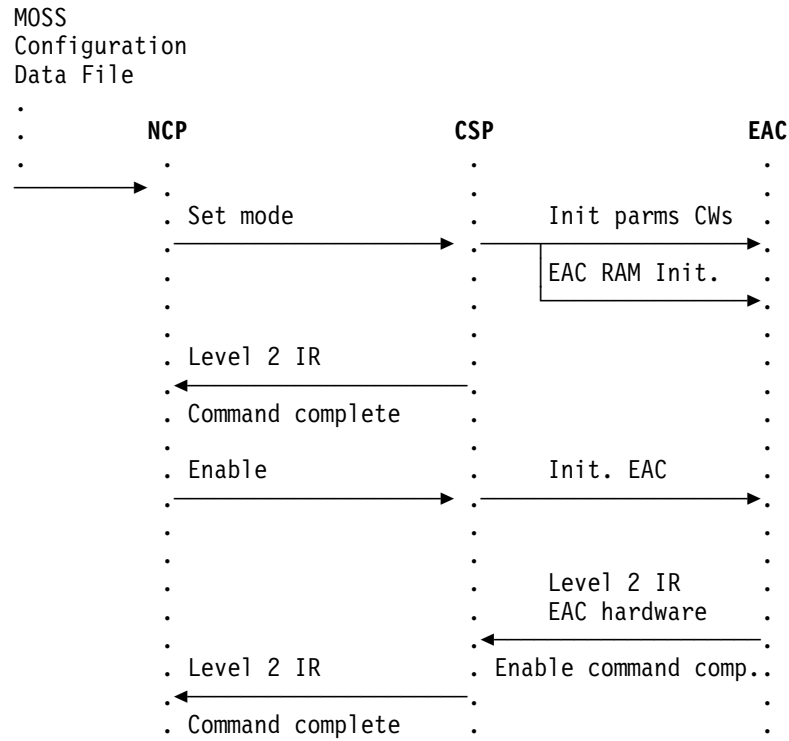 MOSS
Configuration
Data File
NCP CSP EAC
Set mode Init parms CWs
EAC RAM Init.
Level 2 IR
Command complete
Enable Init. EAC
Level 2 IR
EAC hardware
Level 2 IR Enable command comp..
Command complete